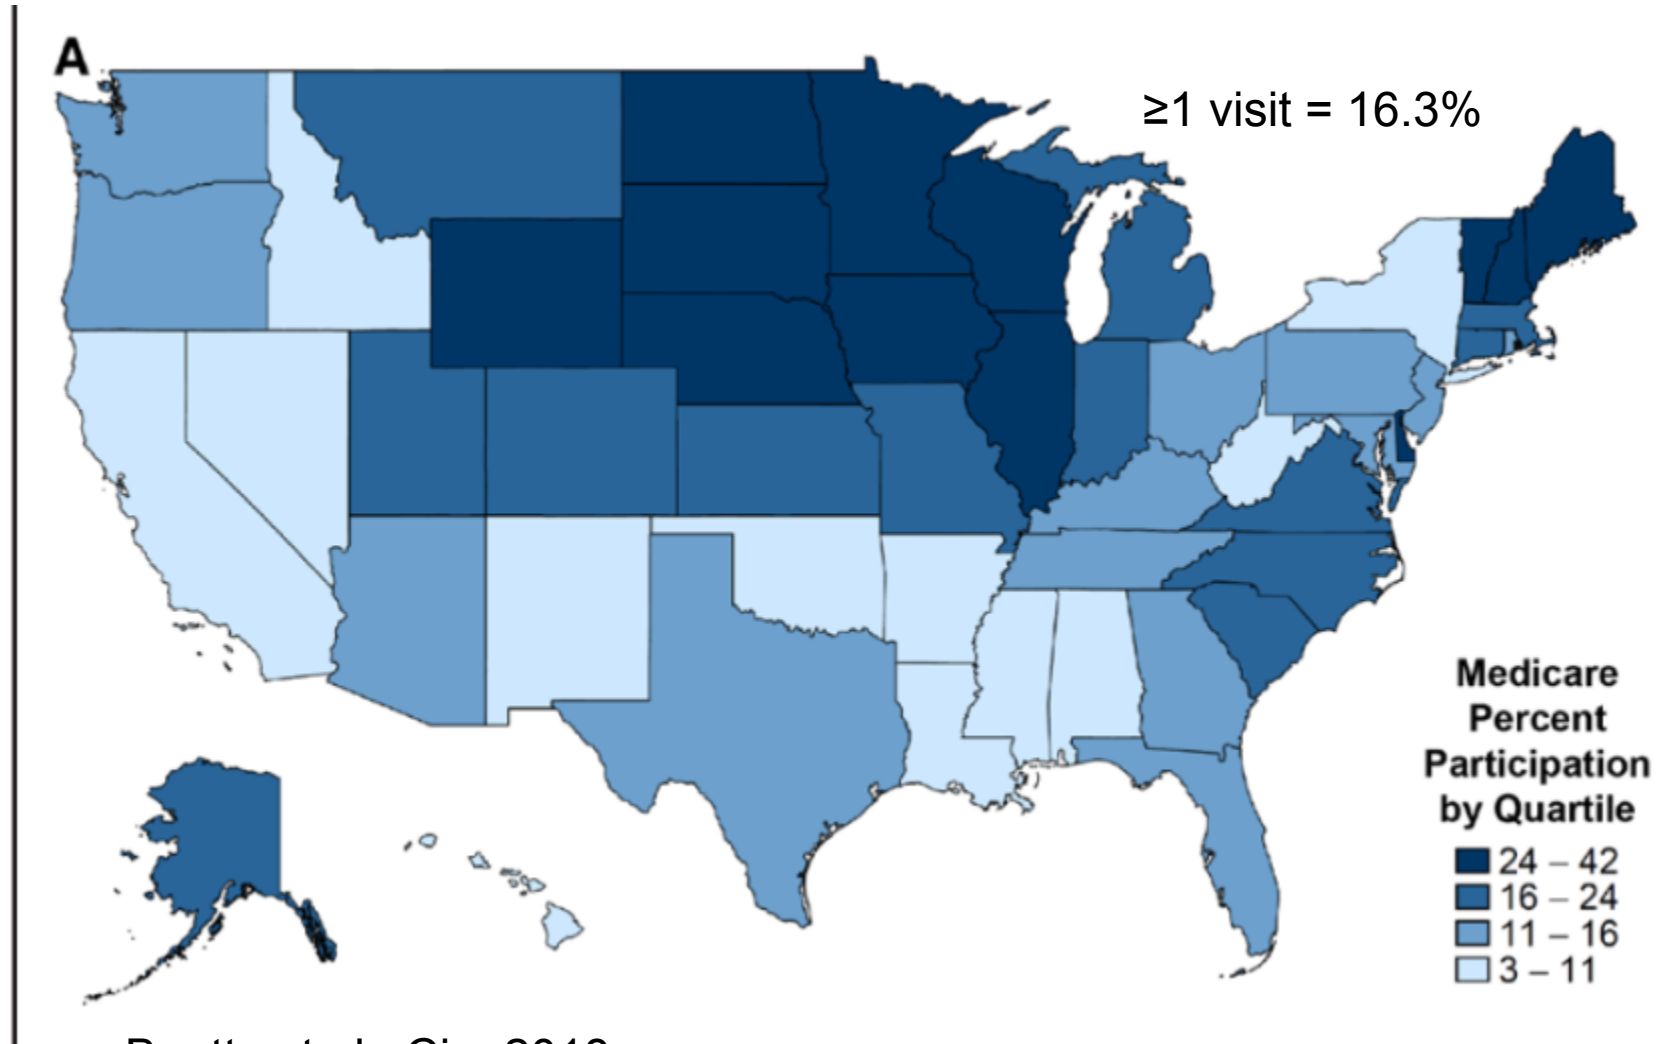 A
≥1 visit = 16.3%
Medicare
Percent
Participation
by Quartile
24 – 42
16 – 24
11 – 16
3 – 11